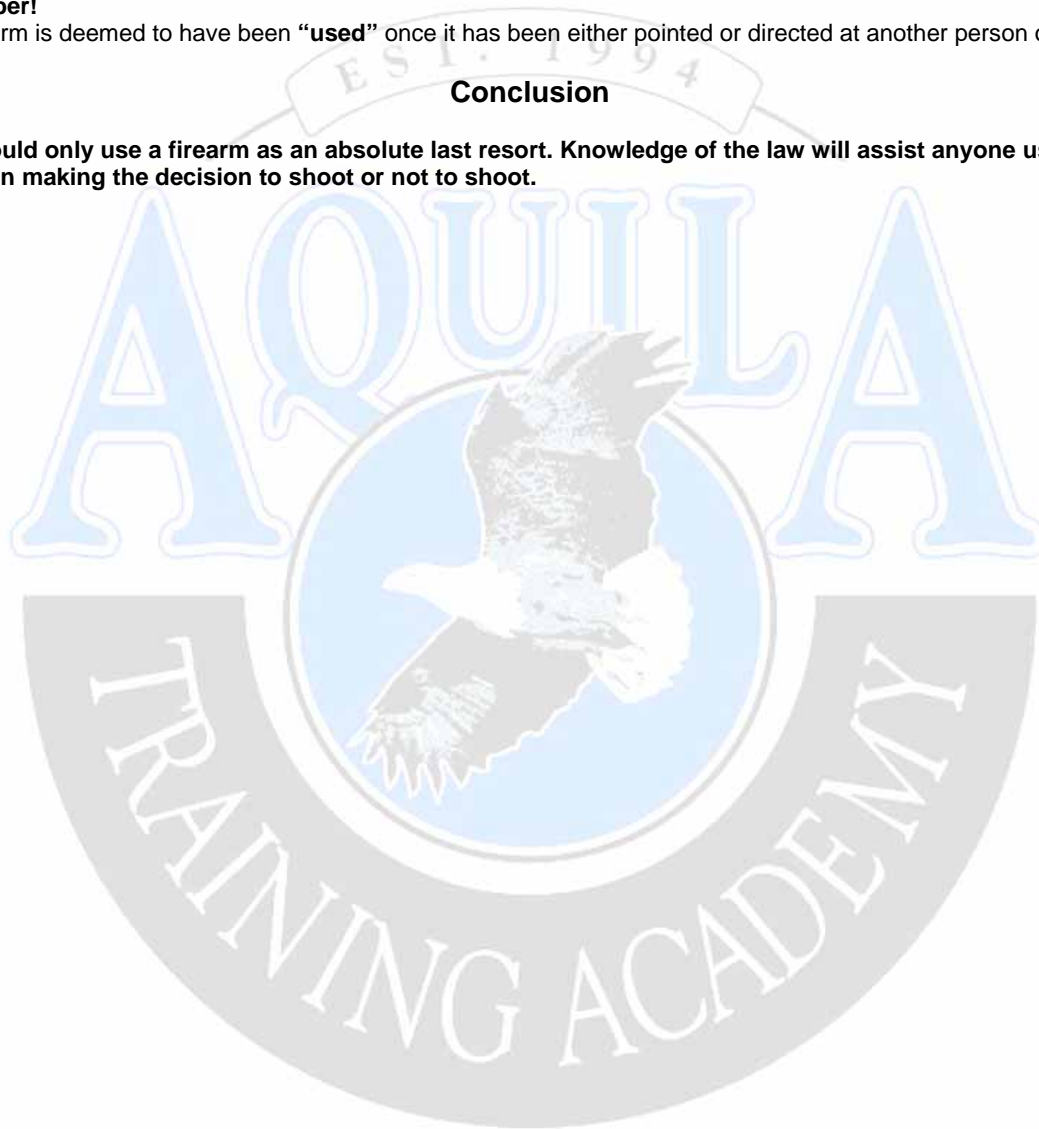 ber!
rm is deemed to have been “used” once it has been either pointed or directed at another person o
EST. 1994
Conclusion
uld only use a firearm as an absolute last resort. Knowledge of the law will assist anyone us
n making the decision to shoot or not to shoot.
AQUILA
TRAINING ACADEMY